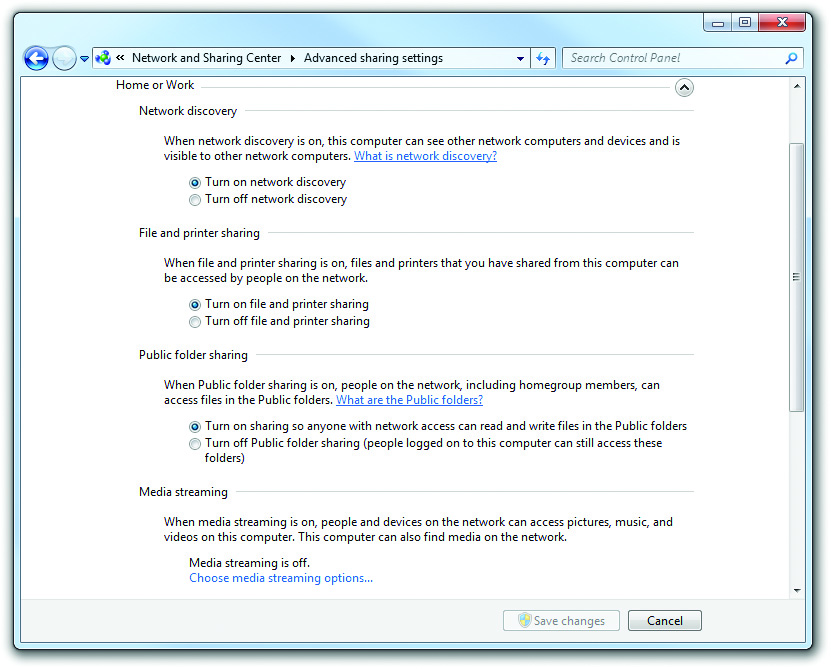 « Network and Sharing Center ▸ Advanced sharing settings
Search Control Panel
Home or Work
Network discovery
When network discovery is on, this computer can see other network computers and devices and is
visible to other network computers. What is network discovery?
Turn on network discovery
Turn off network discovery
File and printer sharing
When file and printer sharing is on, files and printers that you have shared from this computer can
be accessed by people on the network.
Turn on file and printer sharing
Turn off file and printer sharing
Public folder sharing
When Public folder sharing is on, people on the network, including homegroup members, can
access files in the Public folders. What are the Public folders?
Turn on sharing so anyone with network access can read and write files in the Public folders
Turn off Public folder sharing (people logged on to this computer can still access these
folders)
Media streaming
When media streaming is on, people and devices on the network can access pictures, music, and
videos on this computer. This computer can also find media on the network.
Media streaming is off.
Choose media streaming options...
Save changes
Cancel